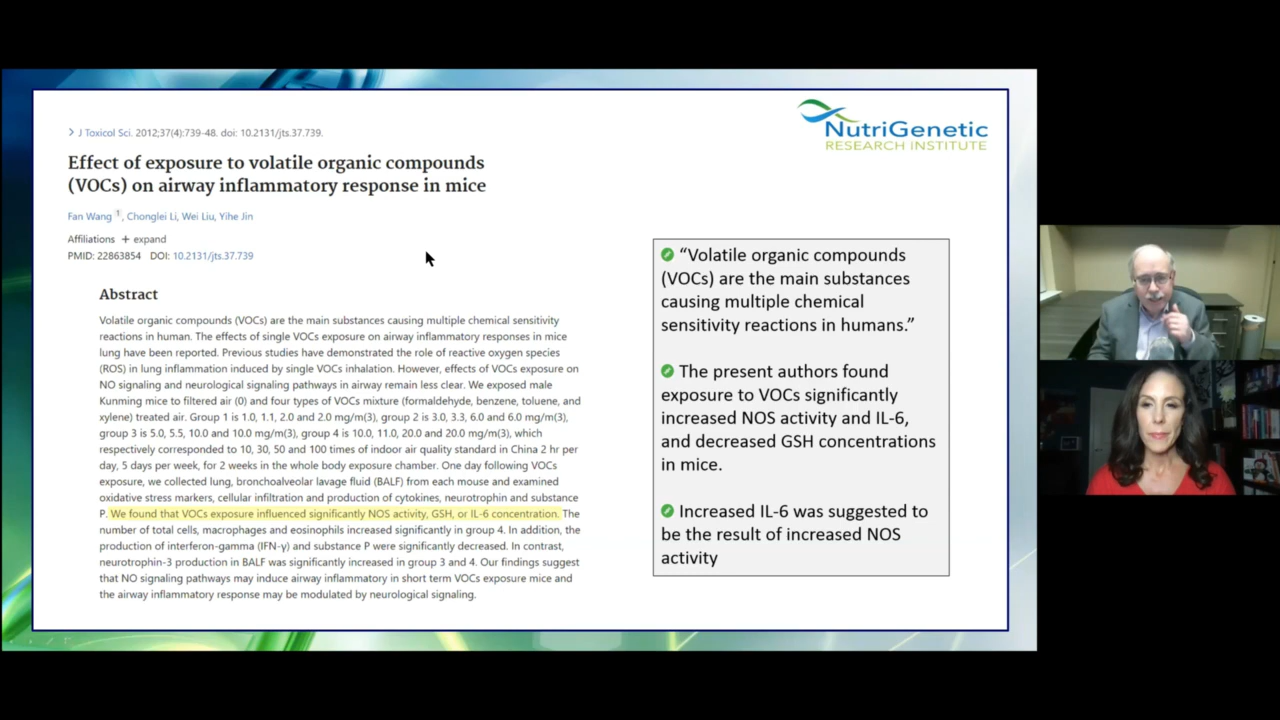 > J Toxicol Sci. 2012;37(4):739-48. doi: 10.2131/jts.37.739.
Effect of exposure to volatile organic compounds
(VOCs) on airway inflammatory response in mice
Fan Wang 1, Chonglei Li, Wei Liu, Yihe Jin
Affiliations + expand
PMID: 22863854 DOI: 10.2131/jts.37.739
Abstract
Volatile organic compounds (VOCs) are the main substances causing multiple chemical sensitivity
reactions in human. The effects of single VOCs exposure on airway inflammatory responses in mice
lung have been reported. Previous studies have demonstrated the role of reactive oxygen species
(ROS) in lung inflammation induced by single VOCs inhalation. However, effects of VOCs exposure on
NO signaling and neurological signaling pathways in airway remain less clear. We exposed male
Kunming mice to filtered air (0) and four types of VOCs mixture (formaldehyde, benzene, toluene, and
xylene) treated air. Group 1 is 1.0, 1.1, 2.0 and 2.0 mg/m(3), group 2 is 3.0, 3.3, 6.0 and 6.0 mg/m(3),
group 3 is 5.0, 5.5, 10.0 and 10.0 mg/m(3), group 4 is 10.0, 11.0, 20.0 and 20.0 mg/m(3), which
respectively corresponded to 10, 30, 50 and 100 times of indoor air quality standard in China 2 hr per
day, 5 days per week, for 2 weeks in the whole body exposure chamber. One day following VOCs
exposure, we collected lung, bronchoalveolar lavage fluid (BALF) from each mouse and examined
oxidative stress markers, cellular infiltration and production of cytokines, neurotrophin and substance
P. We found that VOCs exposure influenced significantly NOS activity, GSH, or IL-6 concentration. The
number of total cells, macrophages and eosinophils increased significantly in group 4. In addition, the
production of interferon-gamma (IFN-γ) and substance P were significantly decreased. In contrast,
neurotrophin-3 production in BALF was significantly increased in group 3 and 4. Our findings suggest
that NO signaling pathways may induce airway inflammatory in short term VOCs exposure mice and
the airway inflammatory response may be modulated by neurological signaling.
NutriGenetic
RESEARCH INSTITUTE
“Volatile organic compounds
(VOCs) are the main substances
causing multiple chemical
sensitivity reactions in humans.”
The present authors found
exposure to VOCs significantly
increased NOS activity and IL-6,
and decreased GSH concentrations
in mice.
Increased IL-6 was suggested to
be the result of increased NOS
activity